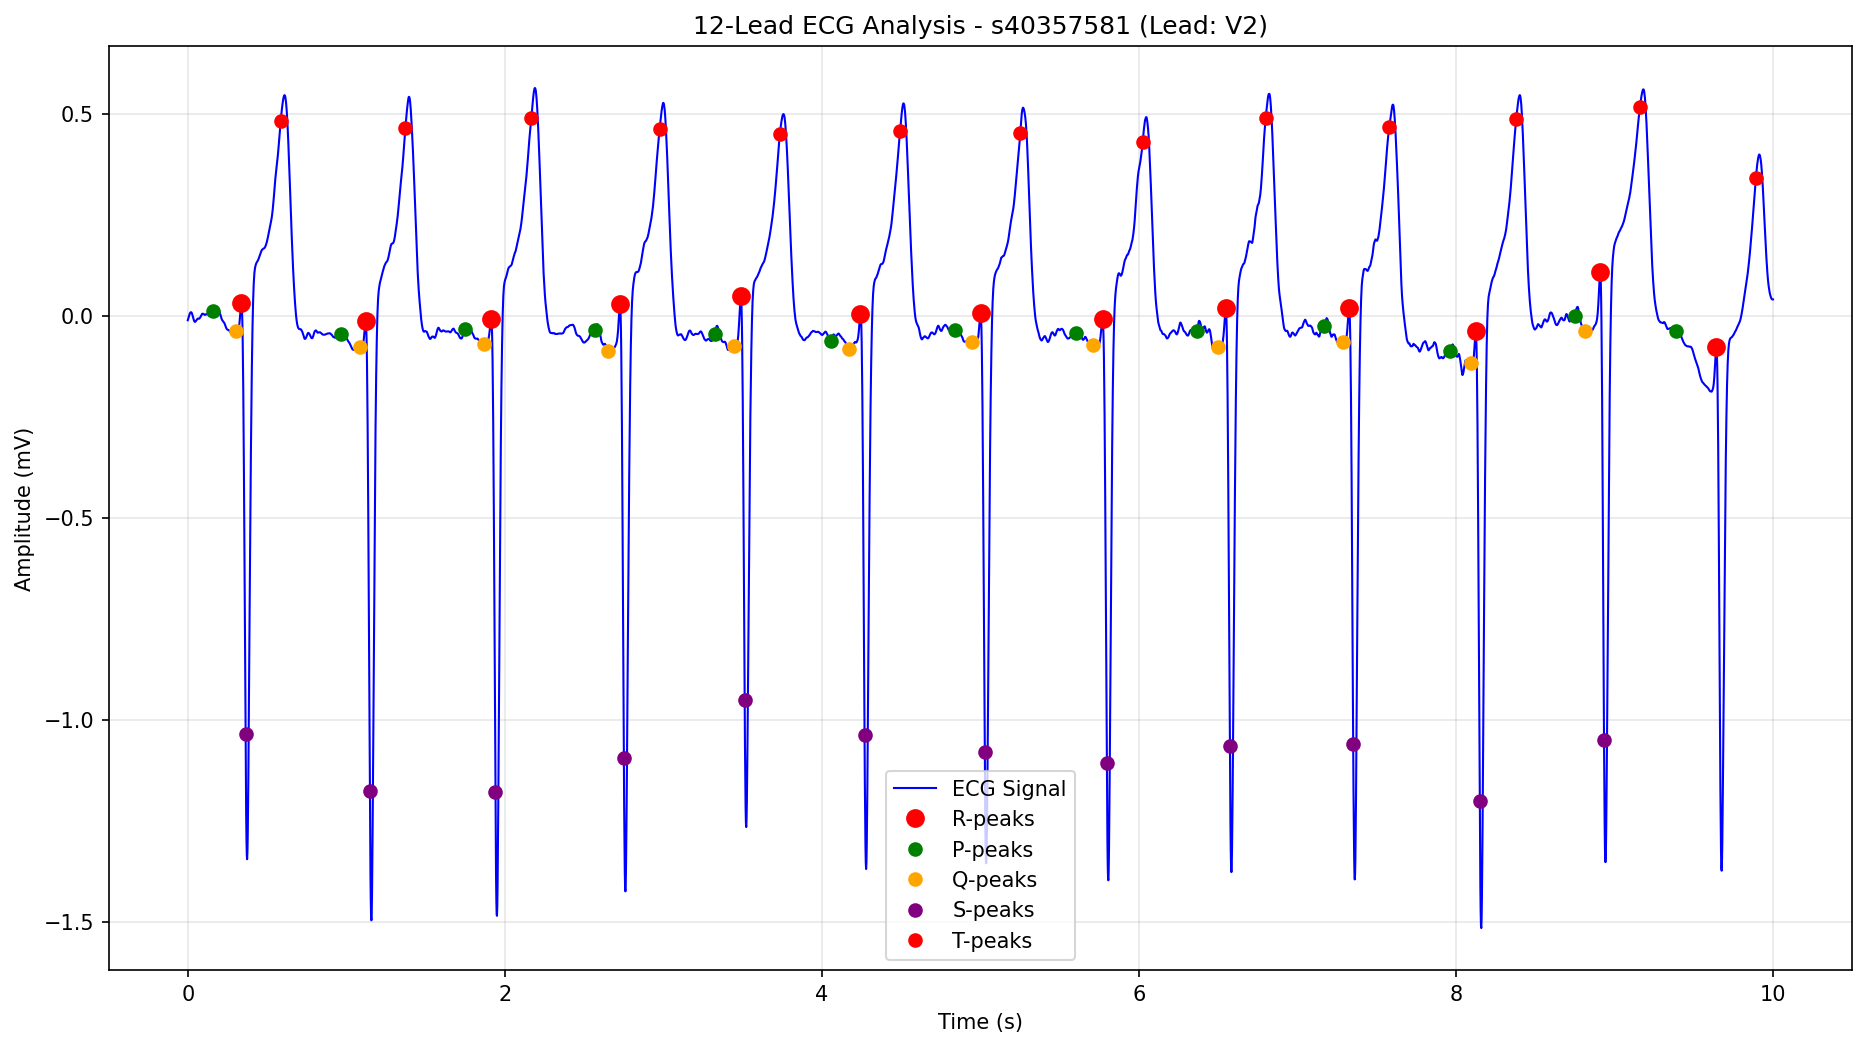 12-Lead ECG Analysis - s40357581 (Lead: V2)
0.5
0.0
−0.5
−1.0
−1.5
Amplitude (mV)
ECG Signal
R-peaks
P-peaks
Q-peaks
S-peaks
T-peaks
0 2 4 6 8 10
Time (s)